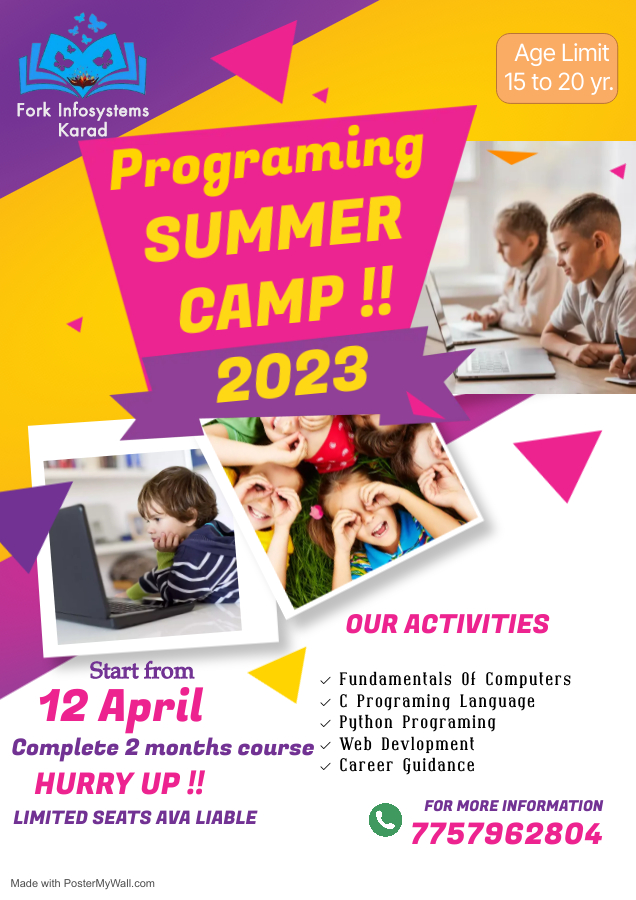 Fork Infosystems
Karad
Age Limit
15 to 20 yr.
Programing
SUMMER
CAMP !!
2023
Start from
12 April
Complete 2 months course
HURRY UP !!
LIMITED SEATS AVA LIABLE
OUR ACTIVITIES
✓ Fundamentals Of Computers
✓ C Programing Language
✓ Python Programing
✓ Web Devlopment
✓ Career Guidance
FOR MORE INFORMATION
7757962804
Made with PosterMyWall.com